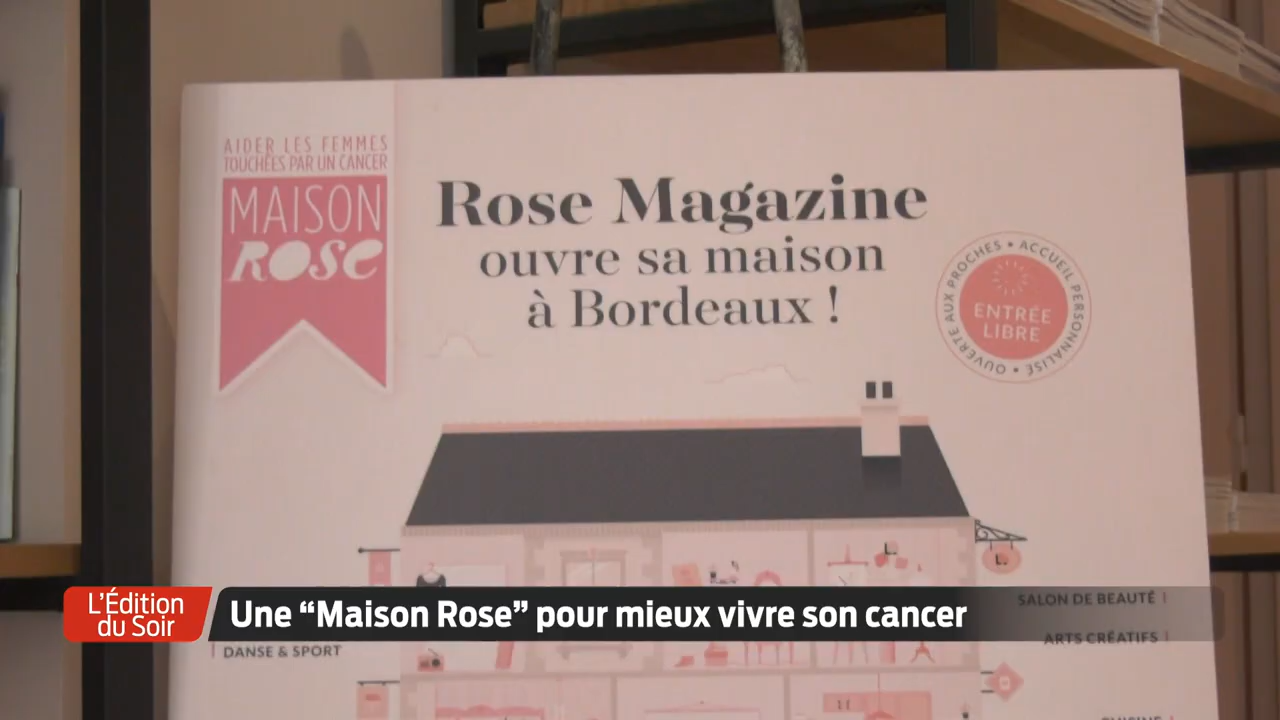 AIDER LES FEMMES
TOUCHÉES PAR UN CANCER
MAISON
ROSE
Rose Magazine
ouvre sa maison
à Bordeaux !
OUVERTE AUX PROCHES • ACCUEIL PERSONNALISÉ •
ENTRÉE
LIBRE
L'Édition
du Soir
Une “Maison Rose” pour mieux vivre son cancer
SALON DE BEAUTÉ
ARTS CRÉATIFS
DANSE & SPORT
CUISINE